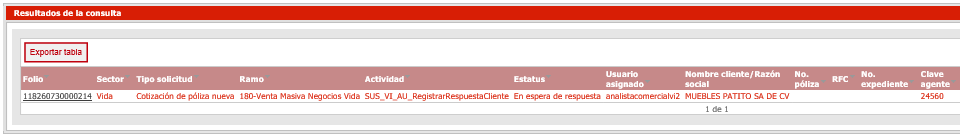 Resultados de la consulta
Exportar tabla
Folio Sector Tipo solicitud Ramo Actividad Estatus Usuario asignado Nombre cliente/Razón social No. póliza RFC No. expediente Clave agente
118260730000214 Vida Cotización de póliza nueva 180-Venta Masiva Negocios Vida SUS_VI_AU_RegistrarRespuestaCliente En espera de respuesta analistacomercialvi2 MUEBLES PATITO SA DE CV 24560
1 de 1